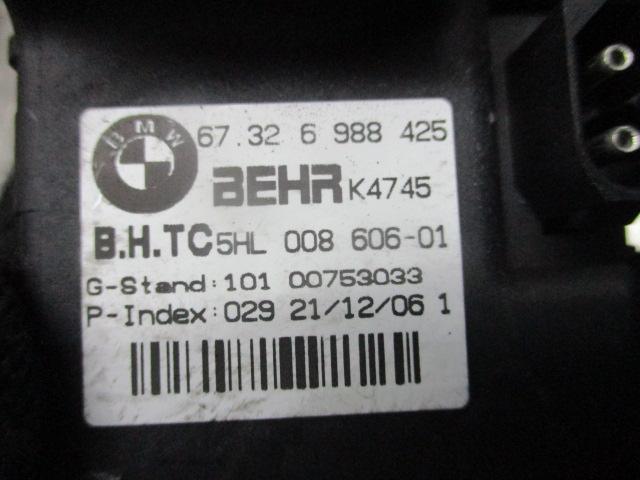 BMW 67.32 6 988 425
BEHR K4745
B.H.TC 5HL 008 606-01
G-Stand: 101 00753033
P-Index: 029 21/12/06 1